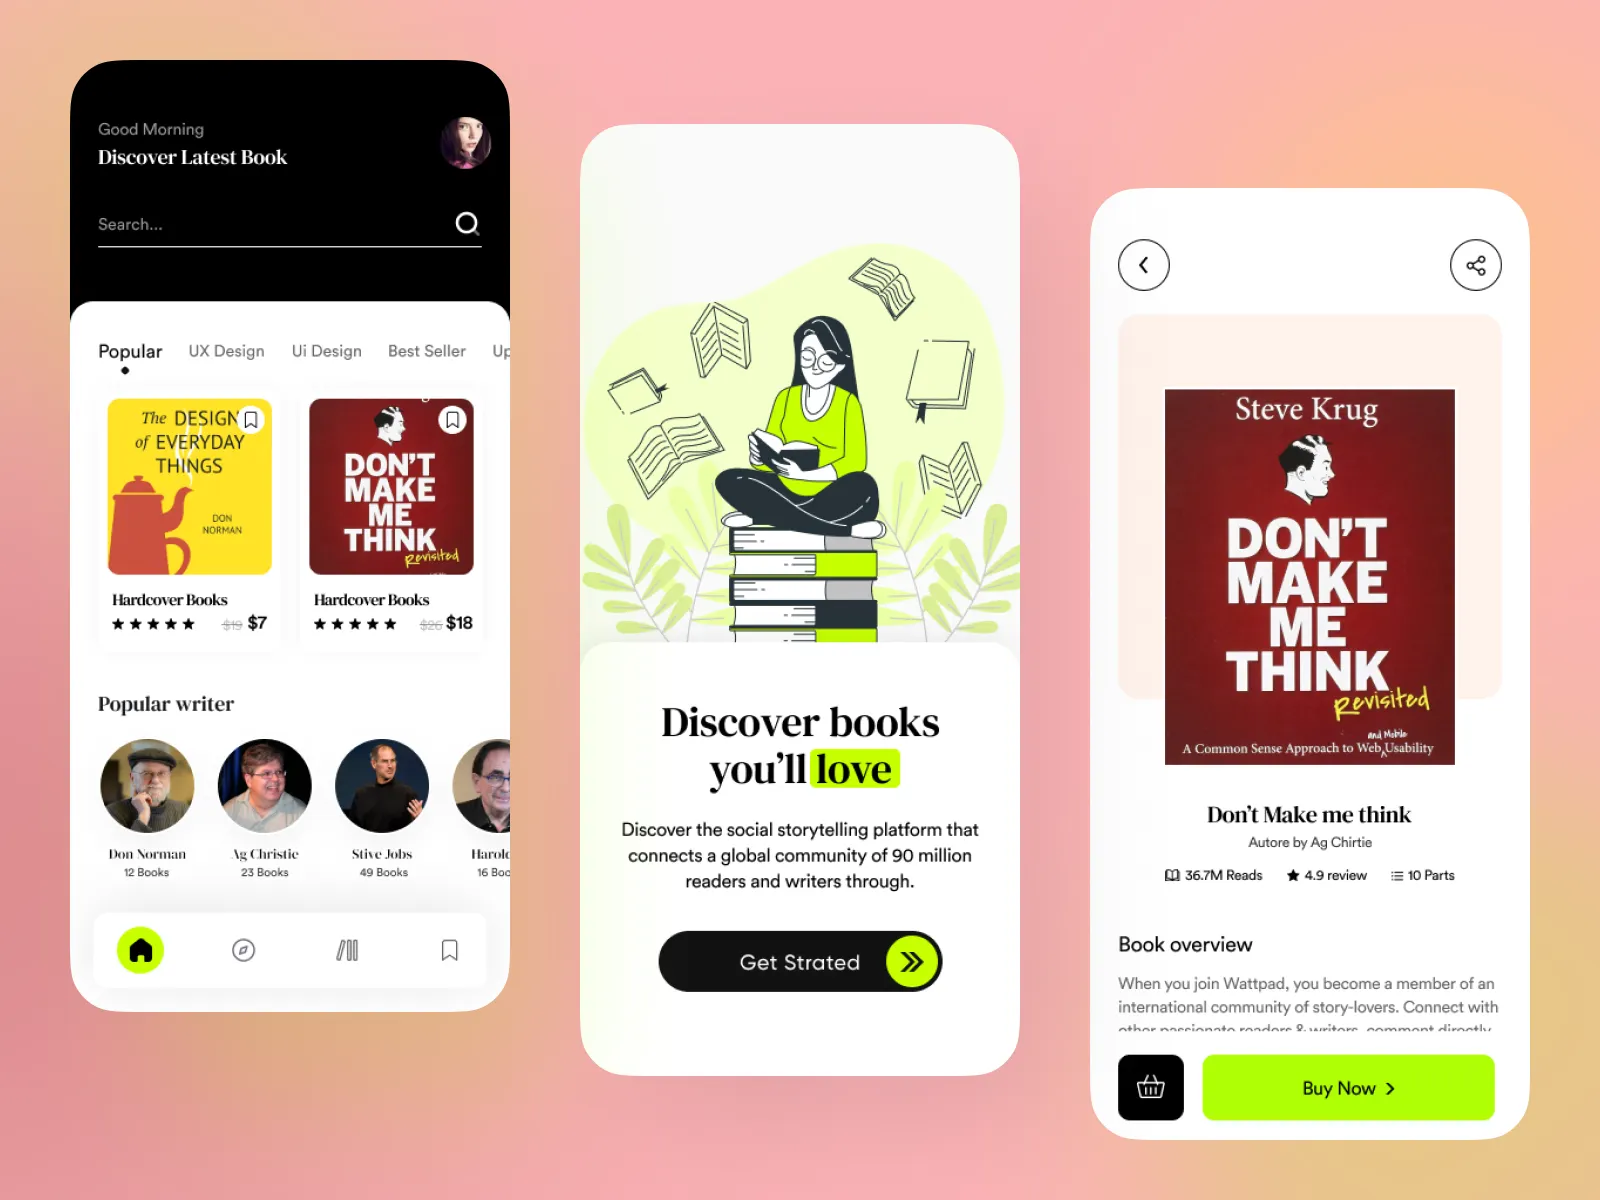 Good Morning
Discover Latest Book
Search...
Popular UX Design Ui Design Best Seller Up
The DESIGN
of EVERYDAY
THINGS
DON
NORMAN
DON'T
MAKE
ME
THINK
Revisited
Hardcover Books
$19 $7
Hardcover Books
$26 $18
Popular writer
Don Norman
12 Books
Ag Christie
23 Books
Stive Jobs
49 Books
Harol
16 Boo
Discover books
you'll love
Discover the social storytelling platform that
connects a global community of 90 million
readers and writers through.
Get Strated
Steve Krug
DON'T
MAKE
ME
THINK
Revisited
and Mobile
A Common Sense Approach to Web Usability
Don't Make me think
Autore by Ag Chirtie
36.7M Reads 4.9 review 10 Parts
Book overview
When you join Wattpad, you become a member of an
international community of story-lovers. Connect with
other passionate readers & writers, comment directly
Buy Now